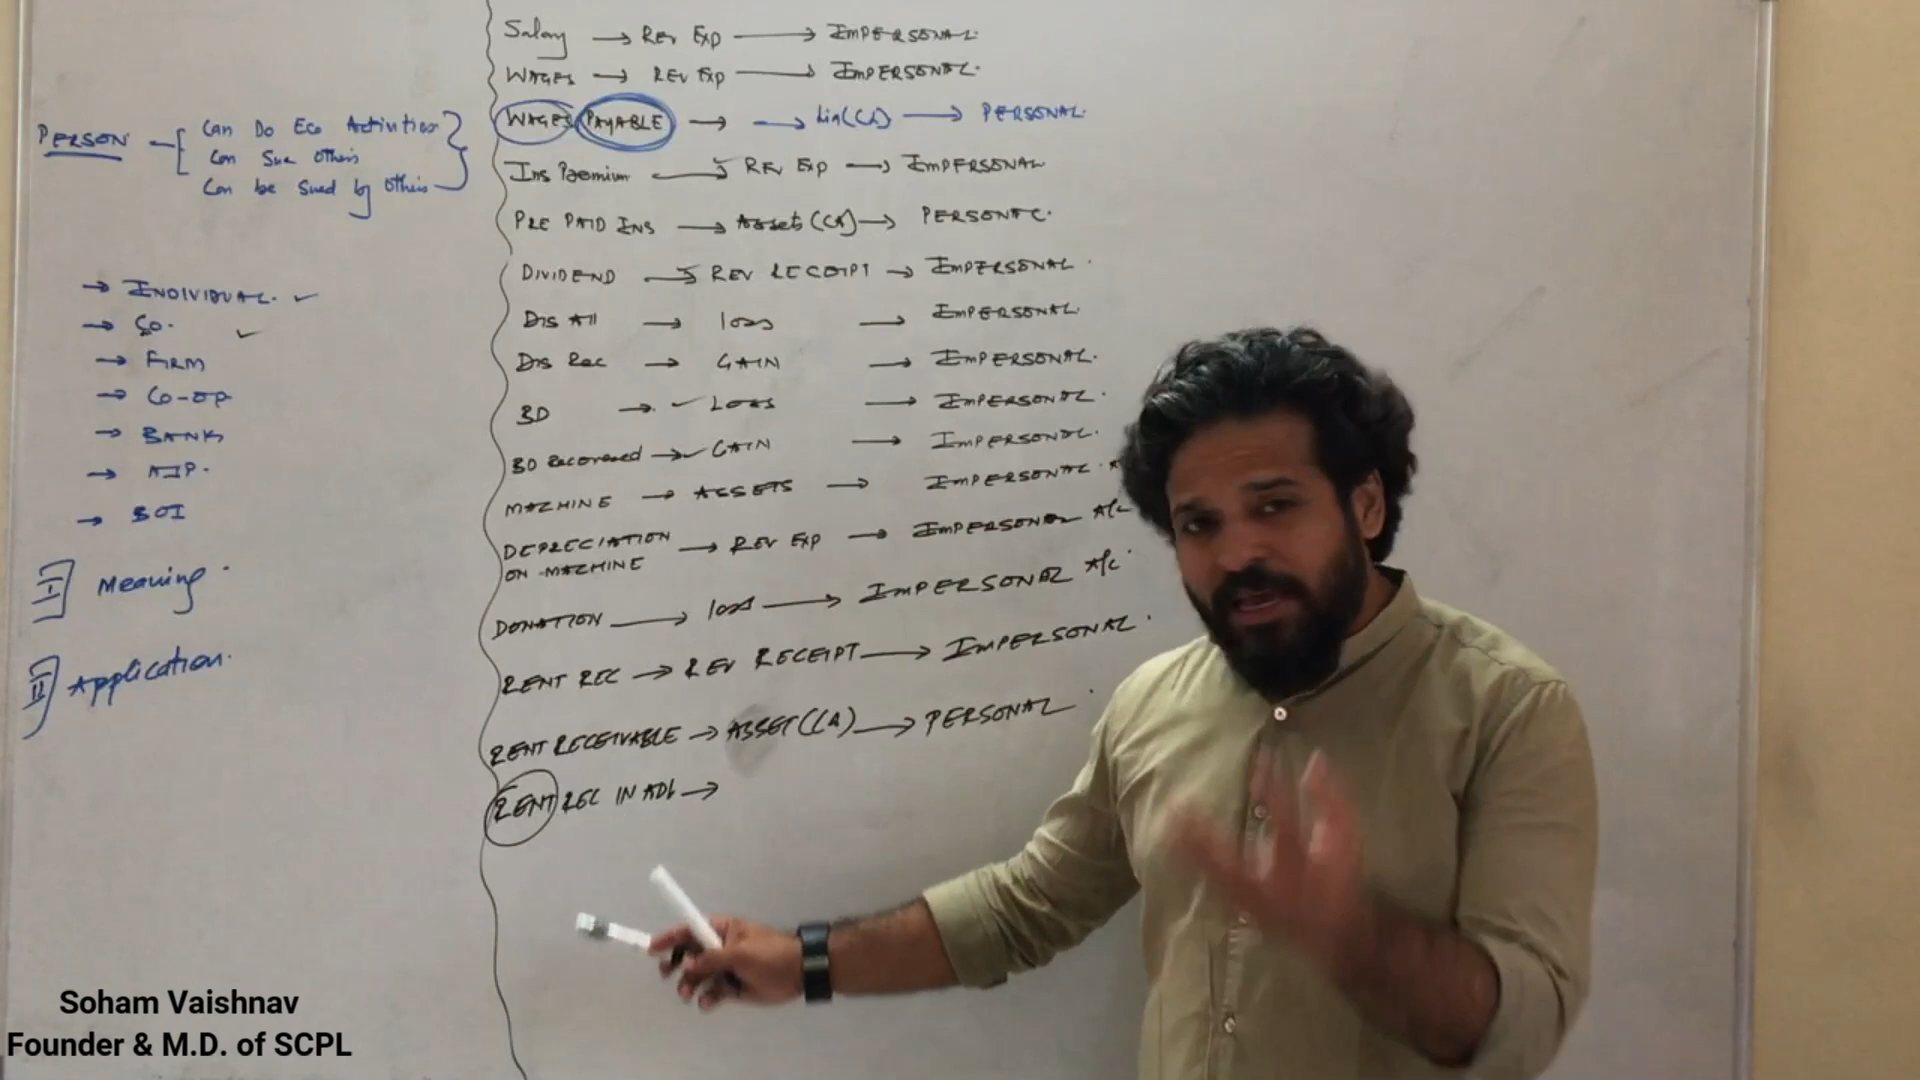 PERSON
Can Do Eco Activities
Can Sue Others
Can be Sued by Others
→ INDIVIDUAL. ✓
→ Co. ✓
→ FIRM
→ CO-OP
→ BANK
→ AJP.
→ BOI
I] Meaning.
II] Application.
Salary → Rev Exp → IMPERSONAL.
WAGES → REV Exp → IMPERSONAL.
WAGES PAYABLE → → Lia(CL) → PERSONAL.
Ins Premium → REV EXP → IMPERSONAL
PRE PAID INS → Assets (CA) → PERSONAL.
DIVIDEND → REV RECEIPT → IMPERSONAL.
DIS All → loss → IMPERSONAL.
Dis Rec → GAIN → IMPERSONAL.
BD → ✓ Loss → IMPERSONAL.
BD Recovered → ✓ GAIN → IMPERSONAL.
MACHINE → ASSETS → IMPERSONAL.
DEPRECIATION ON MACHINE → REV EXP → IMPERSONAL A/c
DONATION → loss → IMPERSONAL A/c
RENT REC → REV RECEIPT → IMPERSONAL.
RENT RECEIVABLE → ASSET (CA) → PERSONAL
RENT REC IN ADV →
Soham Vaishnav
Founder & M.D. of SCPL